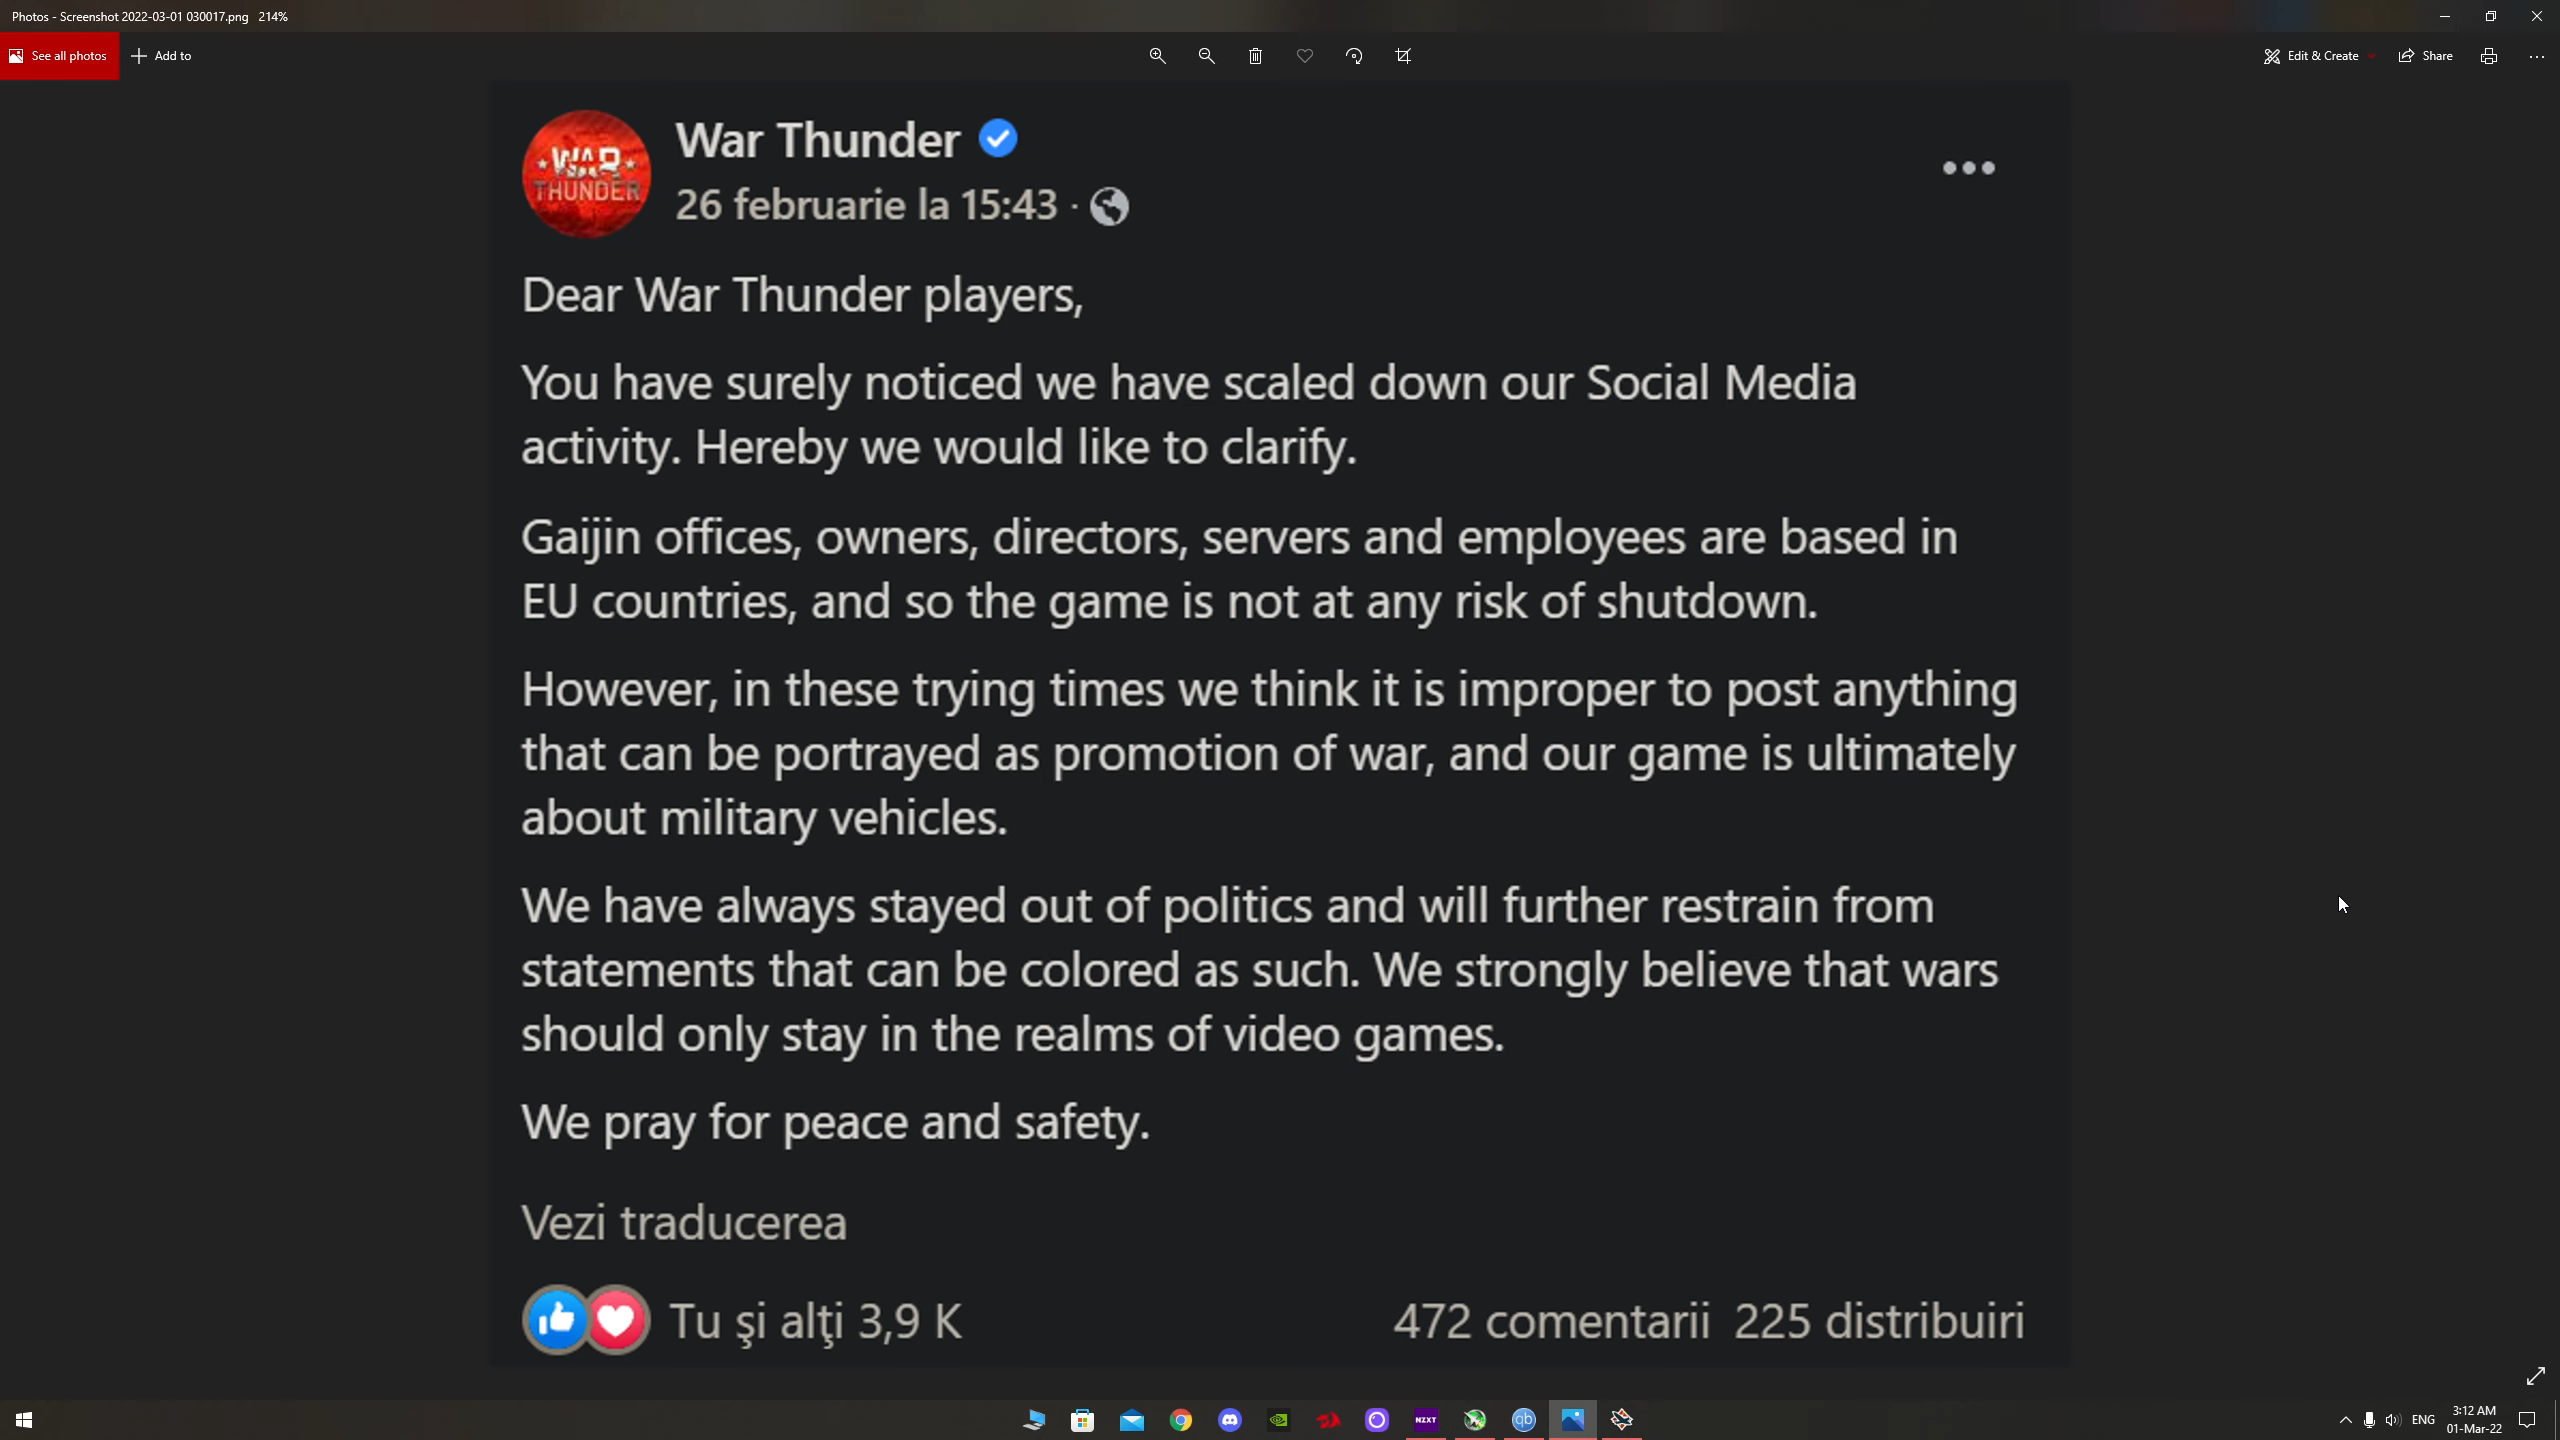 Photos - Screenshot 2022-03-01 030017.png 214%
See all photos
Add to
Edit & Create
Share
WAR
THUNDER
War Thunder
26 februarie la 15:43 ·
Dear War Thunder players,
You have surely noticed we have scaled down our Social Media
activity. Hereby we would like to clarify.
Gaijin offices, owners, directors, servers and employees are based in
EU countries, and so the game is not at any risk of shutdown.
However, in these trying times we think it is improper to post anything
that can be portrayed as promotion of war, and our game is ultimately
about military vehicles.
We have always stayed out of politics and will further restrain from
statements that can be colored as such. We strongly believe that wars
should only stay in the realms of video games.
We pray for peace and safety.
Vezi traducerea
Tu şi alţi 3,9 K
472 comentarii 225 distribuiri
NZXT
qb
ENG
3:12 AM
01-Mar-22